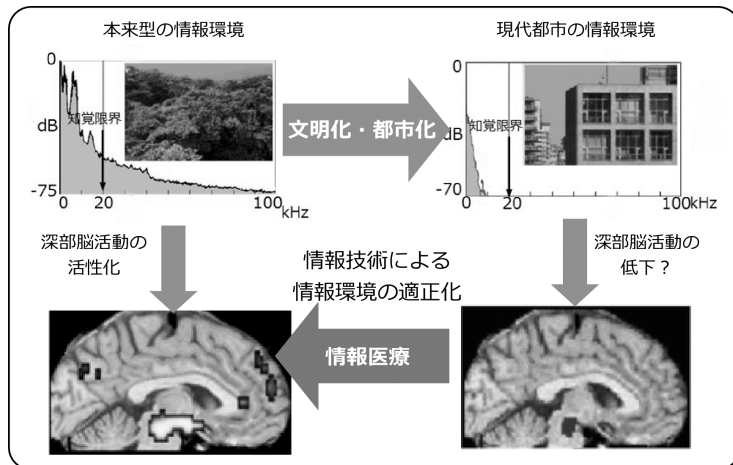 本来型の情報環境
現代都市の情報環境
0
dB
-75
知覚限界
0
20
100
kHz
文明化・都市化
0
dB
-70
知覚限界
0
20
100
kHz
深部脳活動の
活性化
情報技術による
情報環境の適正化
深部脳活動の
低下？
情報医療